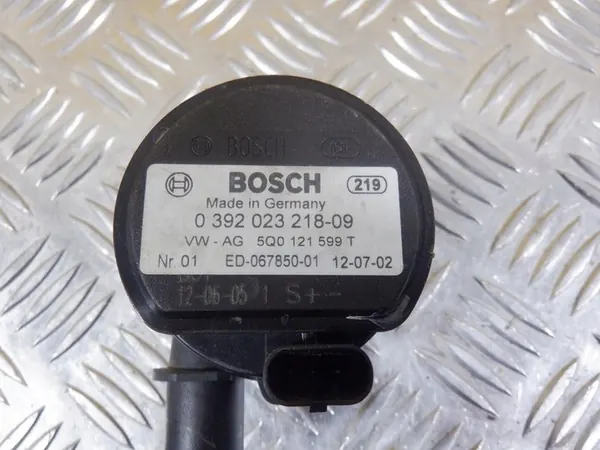 BOSCH
BOSCH 219
Made in Germany
0 392 023 218-09
VW - AG 5Q0 121 599 T
Nr 01 ED-067850-01 12-07-02
12-06-05 1 S+-